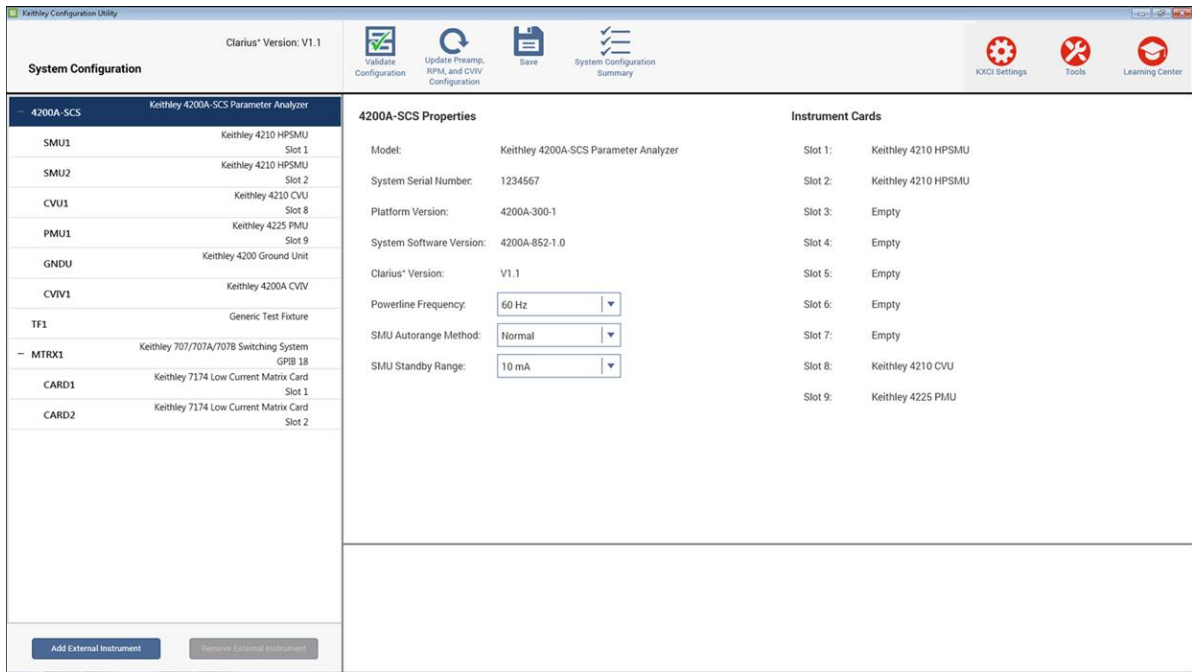 Keithley Configuration Utility
Clarius⁺ Version: V1.1
System Configuration
Validate
Configuration
Update Preamp,
RPM, and CVIV
Configuration
Save
System Configuration
Summary
KXCI Settings
Tools
Learning Center
4200A-SCS Keithley 4200A-SCS Parameter Analyzer
SMU1 Keithley 4210 HPSMU
Slot 1
SMU2 Keithley 4210 HPSMU
Slot 2
CVU1 Keithley 4210 CVU
Slot 8
PMU1 Keithley 4225 PMU
Slot 9
GNDU Keithley 4200 Ground Unit
CVIV1 Keithley 4200A CVIV
TF1 Generic Test Fixture
MTRX1 Keithley 707/707A/707B Switching System
GPIB 18
CARD1 Keithley 7174 Low Current Matrix Card
Slot 1
CARD2 Keithley 7174 Low Current Matrix Card
Slot 2
Add External Instrument
Remove External Instrument
4200A-SCS Properties
Model: Keithley 4200A-SCS Parameter Analyzer
System Serial Number: 1234567
Platform Version: 4200A-300-1
System Software Version: 4200A-852-1.0
Clarius⁺ Version: V1.1
Powerline Frequency: 60 Hz
SMU Autorange Method: Normal
SMU Standby Range: 10 mA
Instrument Cards
Slot 1: Keithley 4210 HPSMU
Slot 2: Keithley 4210 HPSMU
Slot 3: Empty
Slot 4: Empty
Slot 5: Empty
Slot 6: Empty
Slot 7: Empty
Slot 8: Keithley 4210 CVU
Slot 9: Keithley 4225 PMU